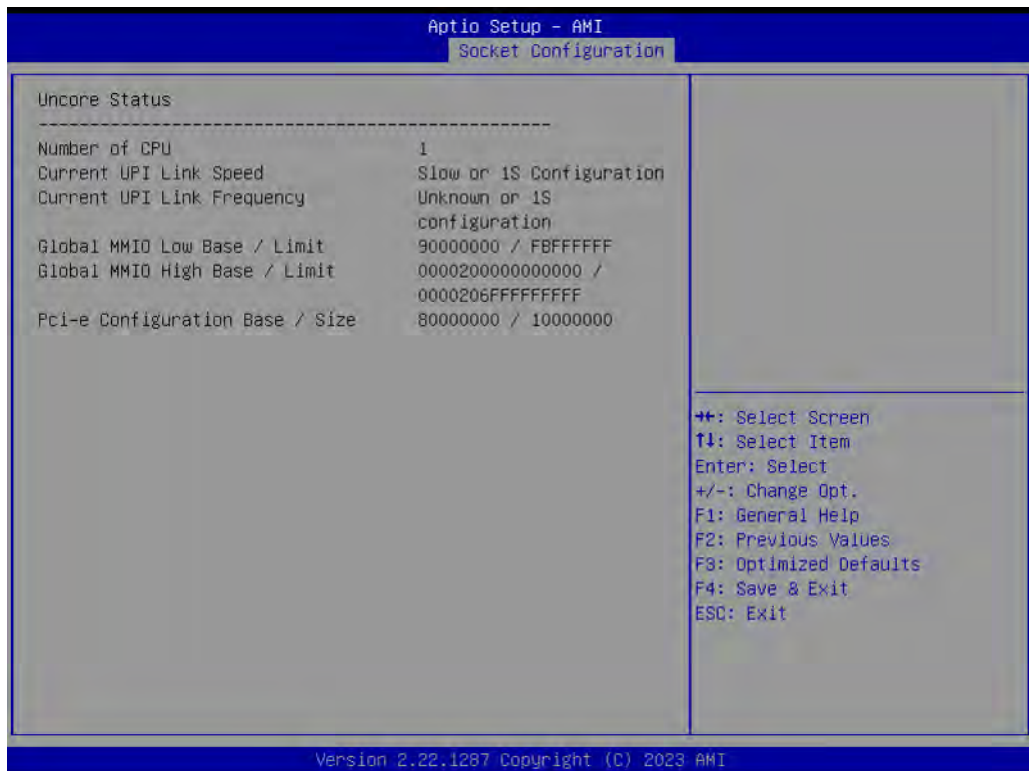 Aptio Setup – AMI
Socket Configuration
Uncore Status
--------------------------------------------------
Number of CPU 1
Current UPI Link Speed Slow or 1S Configuration
Current UPI Link Frequency Unknown or 1S
configuration
Global MMIO Low Base / Limit 90000000 / FBFFFFFF
Global MMIO High Base / Limit 0000200000000000 /
0000206FFFFFFFFF
Pci-e Configuration Base / Size 80000000 / 10000000
→←: Select Screen
↑↓: Select Item
Enter: Select
+/-: Change Opt.
F1: General Help
F2: Previous Values
F3: Optimized Defaults
F4: Save & Exit
ESC: Exit
Version 2.22.1287 Copyright (C) 2023 AMI